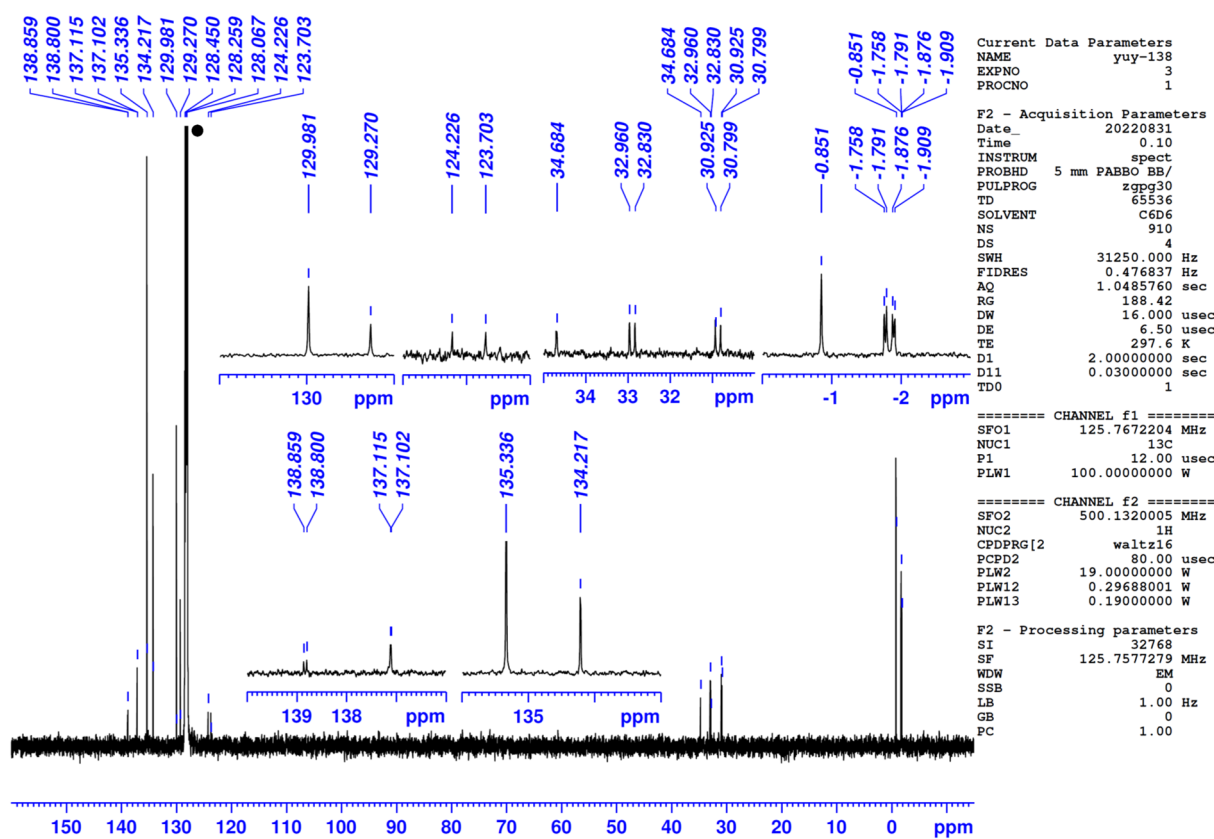 138.859
138.800
137.115
137.102
135.336
134.217
129.981
129.270
128.450
128.259
128.067
124.226
123.703
34.684
32.960
32.830
30.925
30.799
-0.851
-1.758
-1.791
-1.876
-1.909
129.981
129.270
124.226
123.703
34.684
32.960
32.830
30.925
30.799
-0.851
-1.758
-1.791
-1.876
-1.909
130 ppm
ppm
34 33 32 ppm
-1 -2 ppm
138.859
138.800
137.115
137.102
135.336
134.217
139 138 ppm
135 ppm
150 140 130 120 110 100 90 80 70 60 50 40 30 20 10 0 ppm
Current Data Parameters
NAME yuy-138
EXPNO 3
PROCNO 1
F2 - Acquisition Parameters
Date_ 20220831
Time 0.10
INSTRUM spect
PROBHD 5 mm PABBO BB/
PULPROG zgpg30
TD 65536
SOLVENT C6D6
NS 910
DS 4
SWH 31250.000 Hz
FIDRES 0.476837 Hz
AQ 1.0485760 sec
RG 188.42
DW 16.000 usec
DE 6.50 usec
TE 297.6 K
D1 2.00000000 sec
D11 0.03000000 sec
TD0 1
======== CHANNEL f1 ========
SFO1 125.7672204 MHz
NUC1 13C
P1 12.00 usec
PLW1 100.00000000 W
======== CHANNEL f2 ========
SFO2 500.1320005 MHz
NUC2 1H
CPDPRG[2 waltz16
PCPD2 80.00 usec
PLW2 19.00000000 W
PLW12 0.29688001 W
PLW13 0.19000000 W
F2 - Processing parameters
SI 32768
SF 125.7577279 MHz
WDW EM
SSB 0
LB 1.00 Hz
GB 0
PC 1.00